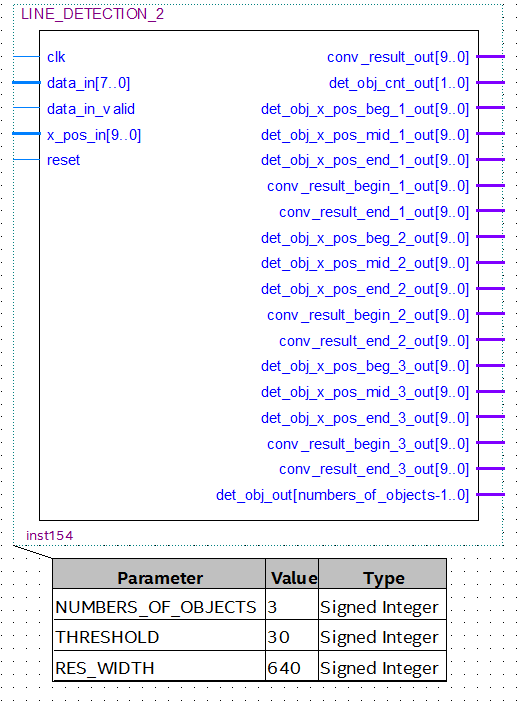 LINE_DETECTION_2
clk conv_result_out[9..0]
data_in[7..0] det_obj_cnt_out[1..0]
data_in_valid det_obj_x_pos_beg_1_out[9..0]
x_pos_in[9..0] det_obj_x_pos_mid_1_out[9..0]
reset det_obj_x_pos_end_1_out[9..0]
conv_result_begin_1_out[9..0]
conv_result_end_1_out[9..0]
det_obj_x_pos_beg_2_out[9..0]
det_obj_x_pos_mid_2_out[9..0]
det_obj_x_pos_end_2_out[9..0]
conv_result_begin_2_out[9..0]
conv_result_end_2_out[9..0]
det_obj_x_pos_beg_3_out[9..0]
det_obj_x_pos_mid_3_out[9..0]
det_obj_x_pos_end_3_out[9..0]
conv_result_begin_3_out[9..0]
conv_result_end_3_out[9..0]
det_obj_out[numbers_of_objects-1..0]
inst154
Parameter Value Type
NUMBERS_OF_OBJECTS 3 Signed Integer
THRESHOLD 30 Signed Integer
RES_WIDTH 640 Signed Integer